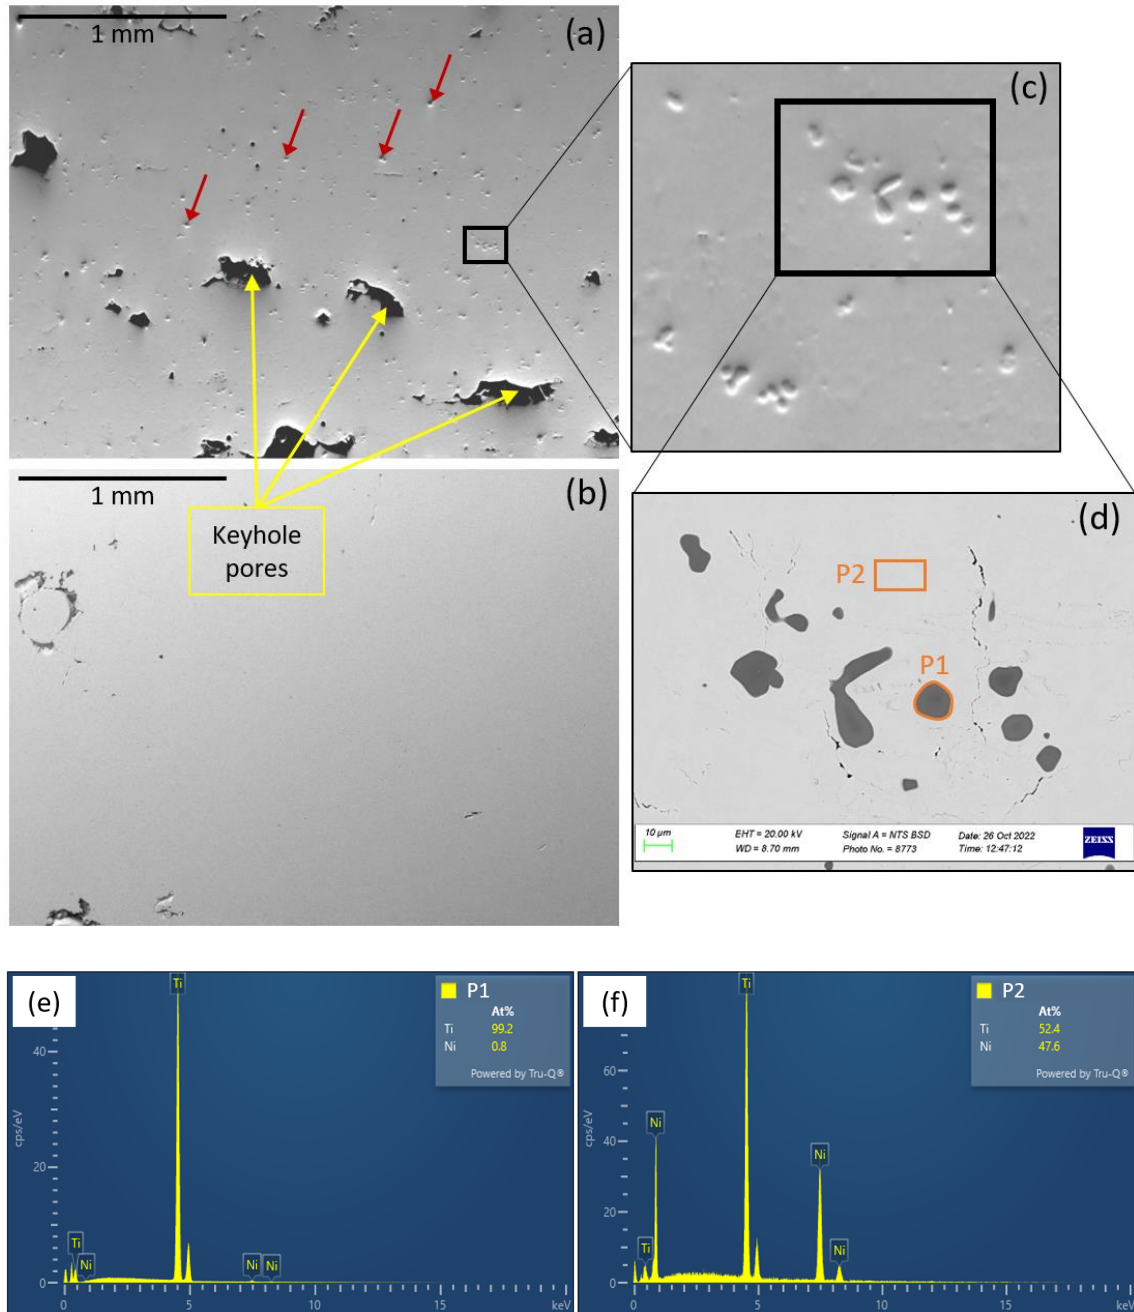 1 mm
(a)
(c)
1 mm
(b)
Keyhole
pores
(d)
P2
P1
10 µm
EHT = 20.00 kV
Signal A = NTS BSD
Date: 26 Oct 2022
WD = 8.70 mm
Photo No. = 8773
Time: 12:47:12
ZEISS
(e)
Ti
P1
At%
Ti 99.2
Ni 0.8
Powered by Tru-Q®
40
cps/eV
20
Ti
Ni
Ni
Ni
0
0
5
10
15
keV
(f)
Ti
P2
At%
Ti 52.4
Ni 47.6
Powered by Tru-Q®
60
Ni
cps/eV
40
Ni
20
Ti
Ni
0
0
5
10
15
keV